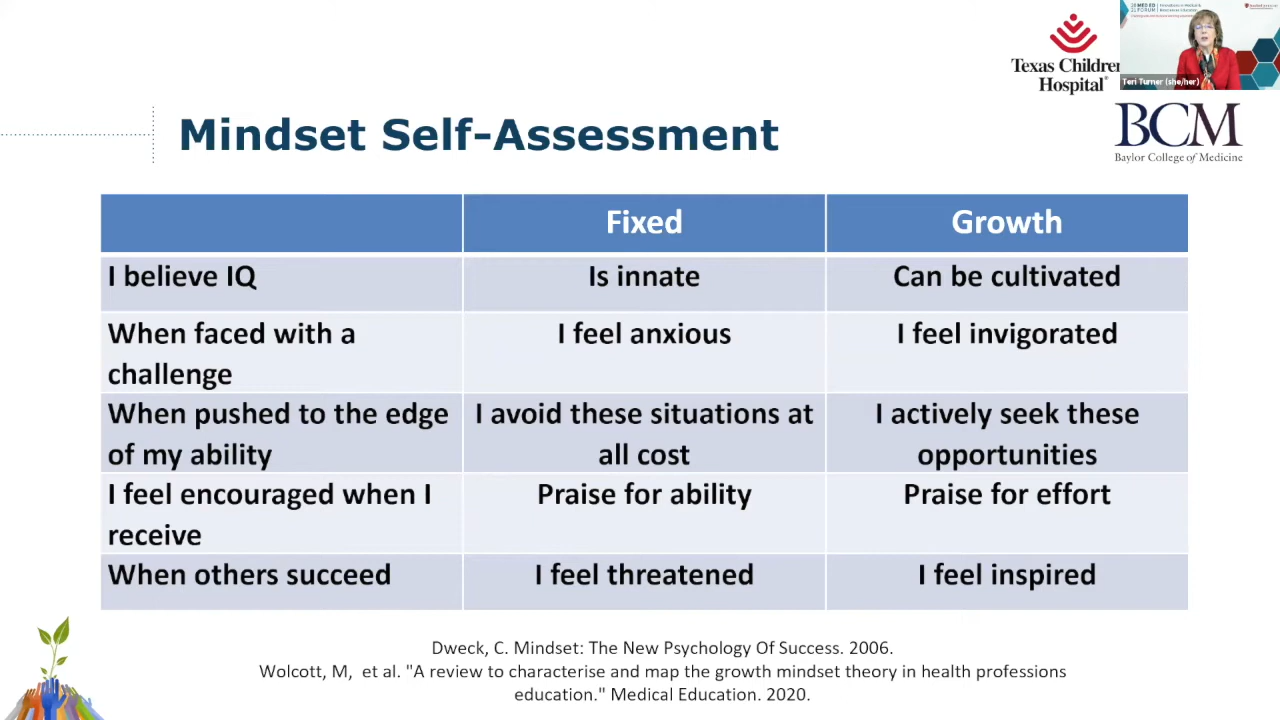 Texas Children
Hospital
MED ED
FORUM
Teri Turner (she/her)
BCM
Baylor College of Medicine
Mindset Self-Assessment
Fixed
Growth
I believe IQ
Is innate
Can be cultivated
When faced with a
challenge
I feel anxious
I feel invigorated
When pushed to the edge
of my ability
I avoid these situations at
all cost
I actively seek these
opportunities
I feel encouraged when I
receive
Praise for ability
Praise for effort
When others succeed
I feel threatened
I feel inspired
Dweck, C. Mindset: The New Psychology Of Success. 2006.
Wolcott, M, et al. "A review to characterise and map the growth mindset theory in health professions
education." Medical Education. 2020.